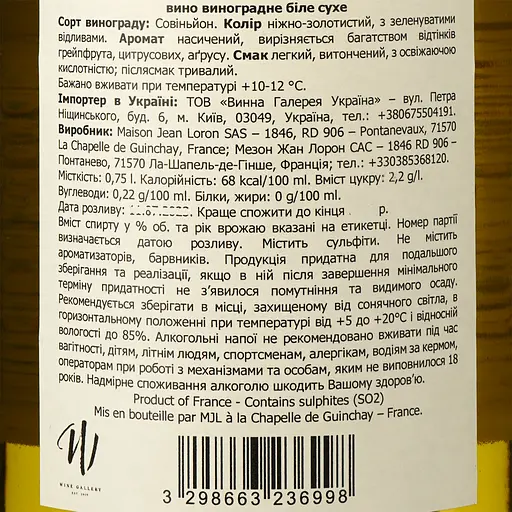 вино виноградне біле сухе
Сорт винограду: Совіньйон. Колір ніжно-золотистий, з зеленуватими
відливами. Аромат насичений, вирізняється багатством відтінків
грейпфрута, цитрусових, аґрусу. Смак легкий, витончений, з освіжаючою
кислотністю; післясмак тривалий.
Бажано вживати при температурі +10-12 °С.
Імпортер в Україні: ТОВ «Винна Галерея Україна» – вул. Петра
Ніщинського, буд. 6, м. Київ, 03049, Україна, тел.: +380675504191.
Виробник: Maison Jean Loron SAS – 1846, RD 906 – Pontanevaux, 71570
La Chapelle de Guinchay, France; Мезон Жан Лорон САС – 1846 RD 906 –
Понтанево, 71570 Ла-Шапель-де-Гінше, Франція; тел.: +330385368120.
Місткість: 0,75 l. Калорійність: 68 kcal/100 ml. Вміст цукру: 2,2 g/l.
Вуглеводи: 0,22 g/100 ml. Білки, жири: 0 g/100 ml.
Дата розливу: Краще спожити до кінця р.
Вміст спирту у % об. та рік врожаю вказані на етикетці. Номер партії
визначається датою розливу. Містить сульфіти. Не містить
ароматизаторів, барвників. Продукція придатна для подальшого
зберігання та реалізації, якщо в ній після завершення мінімального
терміну придатності не з’явилося помутніння та видимого осаду.
Рекомендується зберігати в місці, захищеному від сонячного світла, в
горизонтальному положенні при температурі від +5 до +20°С і відносній
вологості до 85%. Алкогольні напої не рекомендовано вживати під час
вагітності, дітям, літнім людям, спортсменам, алергікам, водіям за кермом,
операторам при роботі з механізмами та особам, яким не виповнилося 18
років. Надмірне споживання алкоголю шкодить Вашому здоров’ю.
Product of France - Contains sulphites (SO2)
Mis en bouteille par MJL à la Chapelle de Guinchay – France.
WINE GALLERY
3 298663 236998